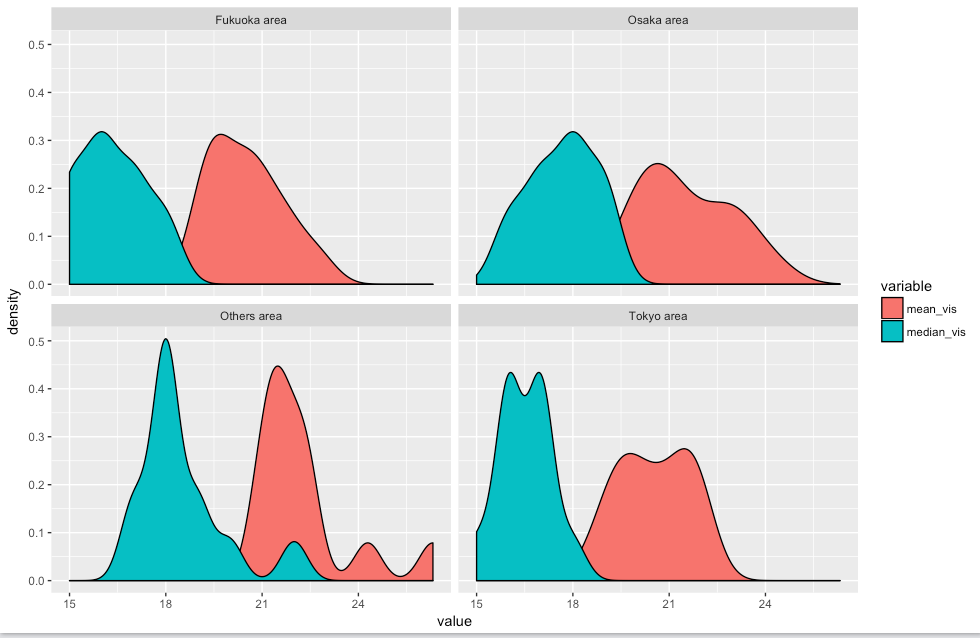 Fukuoka area
Osaka area
0.5
0.4
0.3
0.2
0.1
0.0
Others area
Tokyo area
0.5
0.4
0.3
0.2
0.1
0.0
15 18 21 24
15 18 21 24
value
density
variable
mean_vis
median_vis